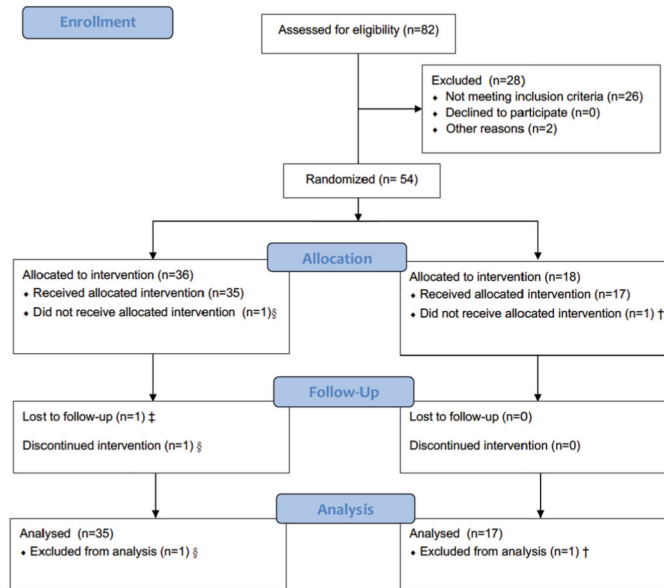 Enrollment
Assessed for eligibility (n=82)
Excluded (n=28)
⬧ Not meeting inclusion criteria (n=26)
⬧ Declined to participate (n=0)
⬧ Other reasons (n=2)
Randomized (n= 54)
Allocation
Allocated to intervention (n=36)
⬧ Received allocated intervention (n=35)
⬧ Did not receive allocated intervention (n=1)§
Allocated to intervention (n=18)
⬧ Received allocated intervention (n=17)
⬧ Did not receive allocated intervention (n=1) †
Follow-Up
Lost to follow-up (n=1) ‡
Discontinued intervention (n=1) §
Lost to follow-up (n=0)
Discontinued intervention (n=0)
Analysis
Analysed (n=35)
⬧ Excluded from analysis (n=1) §
Analysed (n=17)
⬧ Excluded from analysis (n=1) †